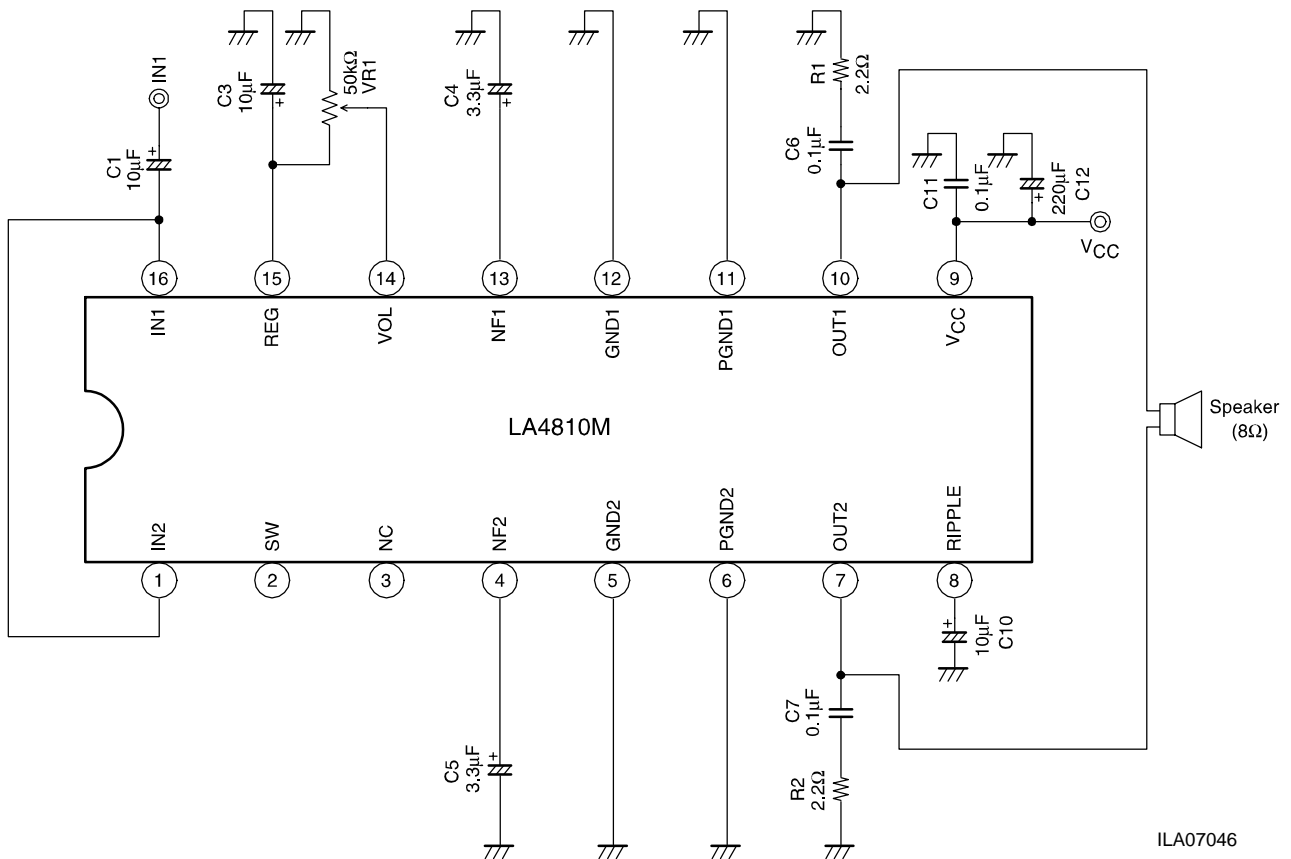 IN1
C1
10µF
C3
10µF
50kΩ
VR1
C4
3.3µF
R1
2.2Ω
C6
0.1µF
C11
0.1µF
220µF
C12
VCC
+
+
+
+
16
15
14
13
12
11
10
9
IN1
REG
VOL
NF1
GND1
PGND1
OUT1
VCC
LA4810M
Speaker
(8Ω)
IN2
SW
NC
NF2
GND2
PGND2
OUT2
RIPPLE
1
2
3
4
5
6
7
8
+
10µF
C10
C7
0.1µF
C5
3.3µF
+
R2
2.2Ω
ILA07046